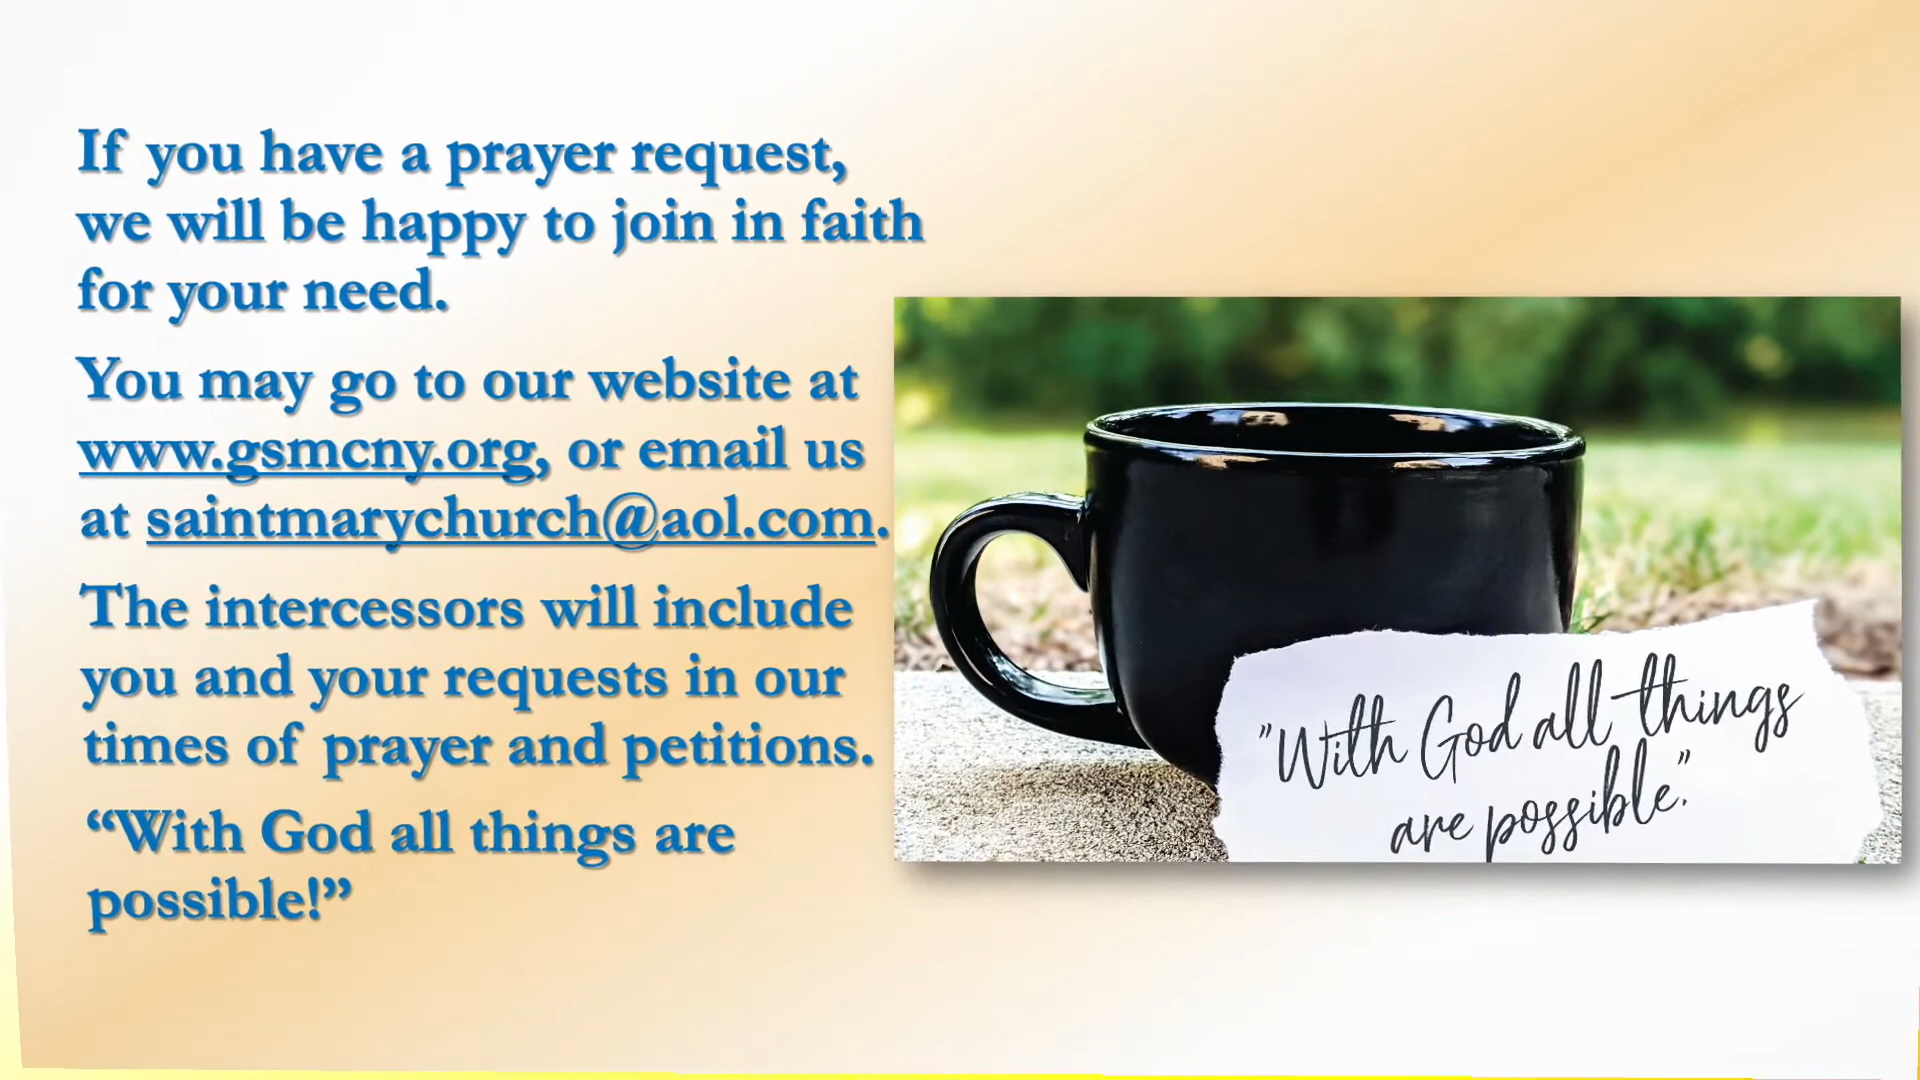 If you have a prayer request,
we will be happy to join in faith
for your need.
You may go to our website at
www.gsmcny.org, or email us
at saintmarychurch@aol.com.
The intercessors will include
you and your requests in our
times of prayer and petitions.
“With God all things are
possible!”
"With God all things
are possible."